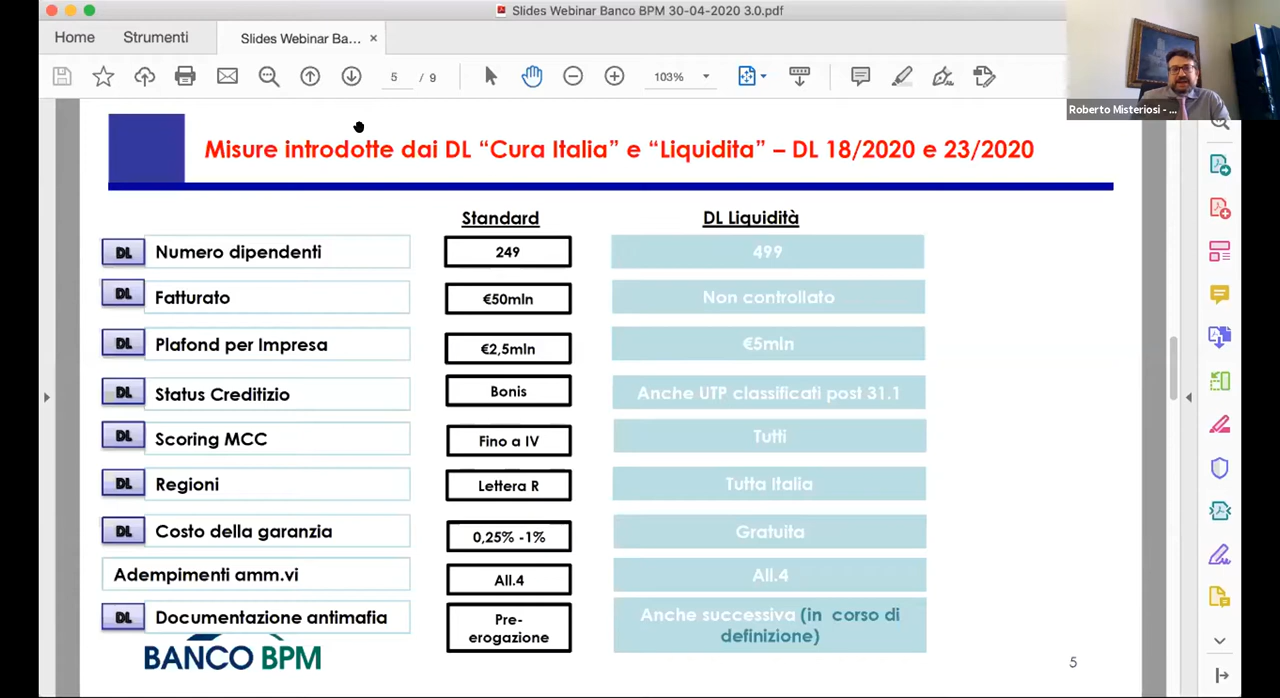 Slides Webinar Banco BPM 30-04-2020 3.0.pdf
Home
Strumenti
Slides Webinar Ba...
5
/ 9
103%
Roberto Misteriosi - ...
Misure introdotte dai DL “Cura Italia” e “Liquidita” – DL 18/2020 e 23/2020
Standard
DL Liquidità
DL Numero dipendenti 249 499
DL Fatturato €50mln Non controllato
DL Plafond per Impresa €2,5mln €5mln
DL Status Creditizio Bonis Anche UTP classificati post 31.1
DL Scoring MCC Fino a IV Tutti
DL Regioni Lettera R Tutta Italia
DL Costo della garanzia 0,25% -1% Gratuita
Adempimenti amm.vi All.4 All.4
DL Documentazione antimafia
Pre-
erogazione
Anche successiva (in corso di
definizione)
BANCO BPM
5